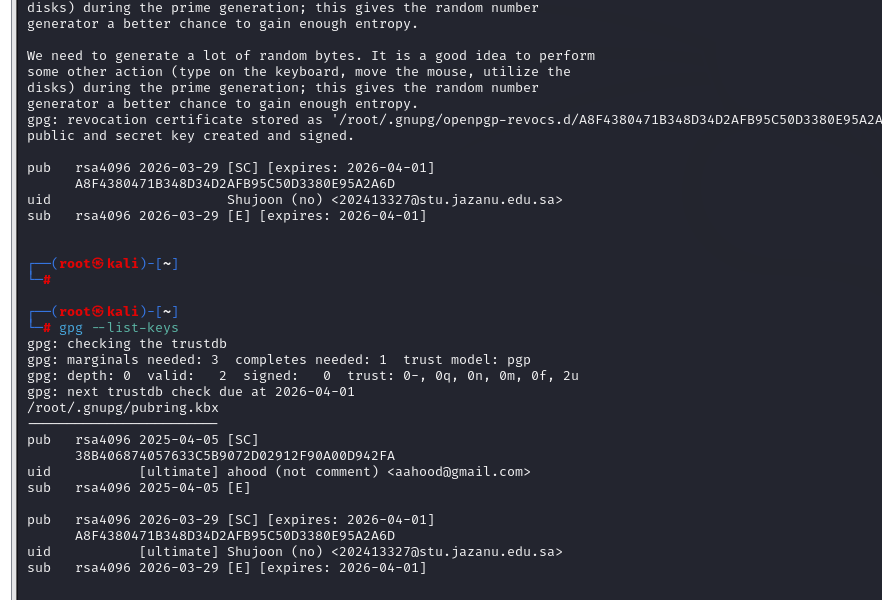 disks) during the prime generation; this gives the random number
generator a better chance to gain enough entropy.
We need to generate a lot of random bytes. It is a good idea to perform
some other action (type on the keyboard, move the mouse, utilize the
disks) during the prime generation; this gives the random number
generator a better chance to gain enough entropy.
gpg: revocation certificate stored as '/root/.gnupg/openpgp-revocs.d/A8F4380471B348D34D2AFB95C50D3380E95A2A
public and secret key created and signed.
pub   rsa4096 2026-03-29 [SC] [expires: 2026-04-01]
      A8F4380471B348D34D2AFB95C50D3380E95A2A6D
uid                      Shujoon (no) <202413327@stu.jazanu.edu.sa>
sub   rsa4096 2026-03-29 [E] [expires: 2026-04-01]
┌──(root㉿kali)-[~]
└─#
┌──(root㉿kali)-[~]
└─# gpg --list-keys
gpg: checking the trustdb
gpg: marginals needed: 3  completes needed: 1  trust model: pgp
gpg: depth: 0  valid:   2  signed:   0  trust: 0-, 0q, 0n, 0m, 0f, 2u
gpg: next trustdb check due at 2026-04-01
/root/.gnupg/pubring.kbx
------------------------
pub   rsa4096 2025-04-05 [SC]
      38B406874057633C5B9072D02912F90A00D942FA
uid           [ultimate] ahood (not comment) <aahood@gmail.com>
sub   rsa4096 2025-04-05 [E]
pub   rsa4096 2026-03-29 [SC] [expires: 2026-04-01]
      A8F4380471B348D34D2AFB95C50D3380E95A2A6D
uid           [ultimate] Shujoon (no) <202413327@stu.jazanu.edu.sa>
sub   rsa4096 2026-03-29 [E] [expires: 2026-04-01]